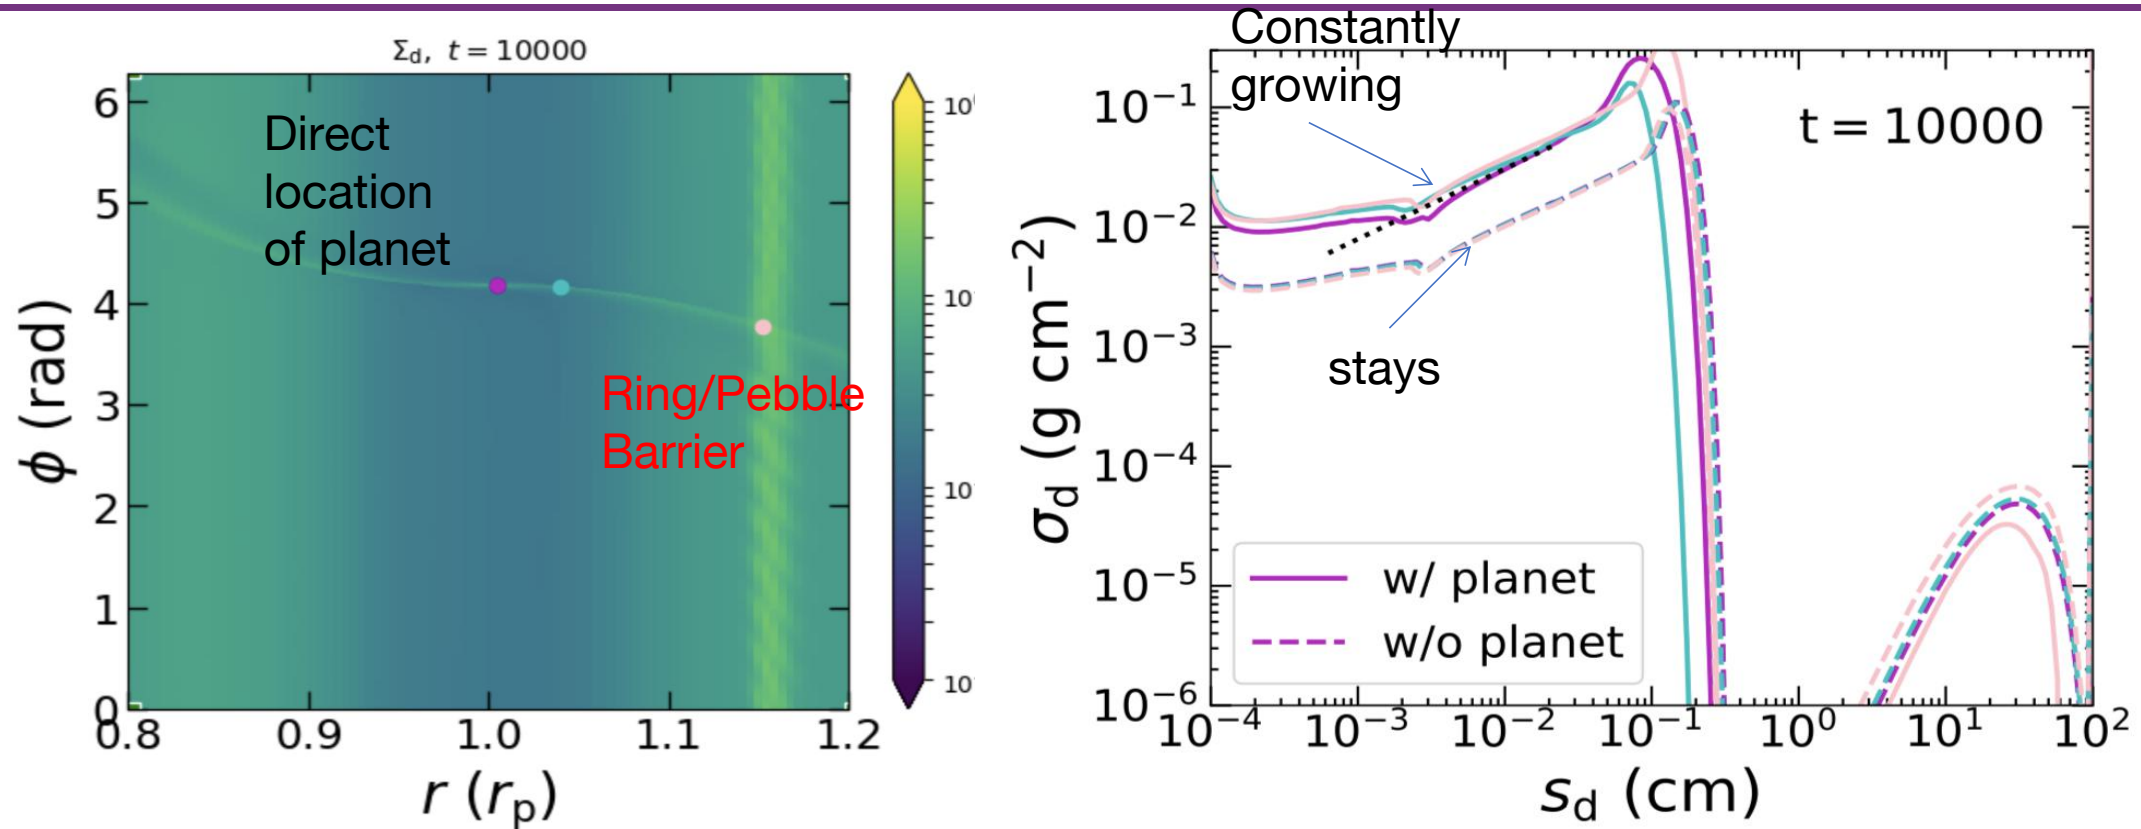 Σd, t = 10000
6
5
4
3
2
1
0
ϕ (rad)
0.8
0.9
1.0
1.1
1.2
r (rp)
Direct
location
of planet
Ring/Pebble
Barrier
10
10
10
Constantly
growing
stays
t = 10000
σd (g cm⁻²)
10⁻¹
10⁻²
10⁻³
10⁻⁴
10⁻⁵
10⁻⁶
w/ planet
w/o planet
10⁻⁴
10⁻³
10⁻²
10⁻¹
10⁰
10¹
10²
sd (cm)